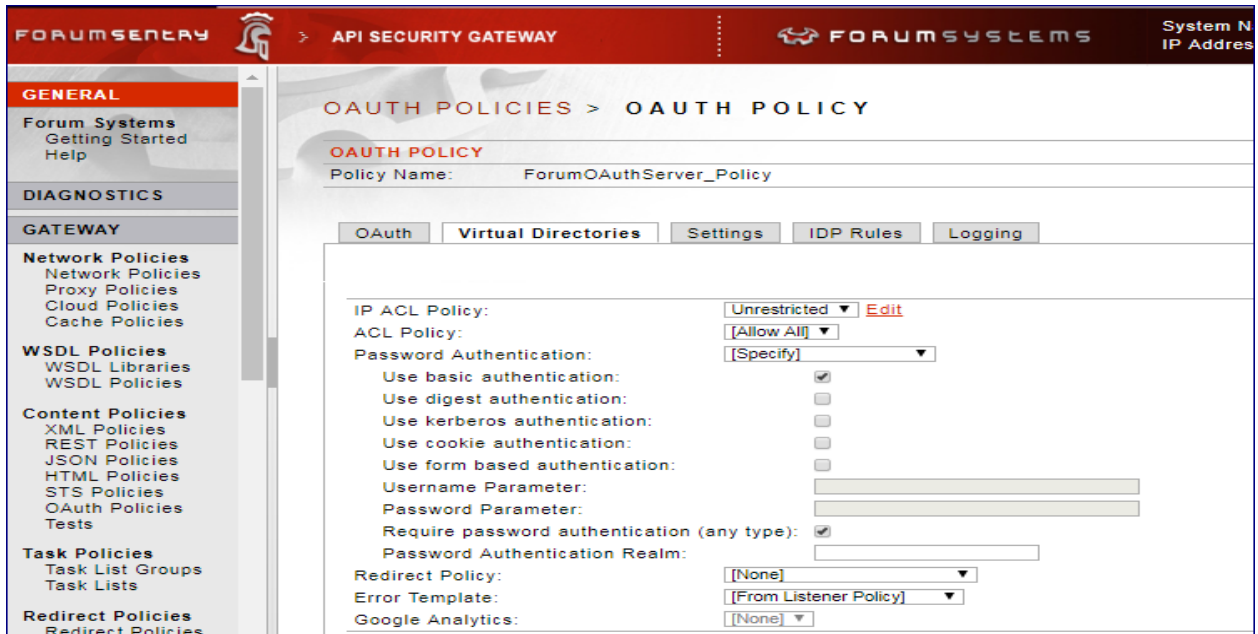 FORUMSENTRY
> API SECURITY GATEWAY
FORUMSYSTEMS
System N
IP Addres
GENERAL
Forum Systems
Getting Started
Help
DIAGNOSTICS
GATEWAY
Network Policies
Network Policies
Proxy Policies
Cloud Policies
Cache Policies
WSDL Policies
WSDL Libraries
WSDL Policies
Content Policies
XML Policies
REST Policies
JSON Policies
HTML Policies
STS Policies
OAuth Policies
Tests
Task Policies
Task List Groups
Task Lists
Redirect Policies
Redirect Policies
OAUTH POLICIES > OAUTH POLICY
OAUTH POLICY
Policy Name: ForumOAuthServer_Policy
OAuth Virtual Directories Settings IDP Rules Logging
IP ACL Policy: Unrestricted Edit
ACL Policy: [Allow All]
Password Authentication: [Specify]
Use basic authentication:
Use digest authentication:
Use kerberos authentication:
Use cookie authentication:
Use form based authentication:
Username Parameter:
Password Parameter:
Require password authentication (any type):
Password Authentication Realm:
Redirect Policy: [None]
Error Template: [From Listener Policy]
Google Analytics: [None]